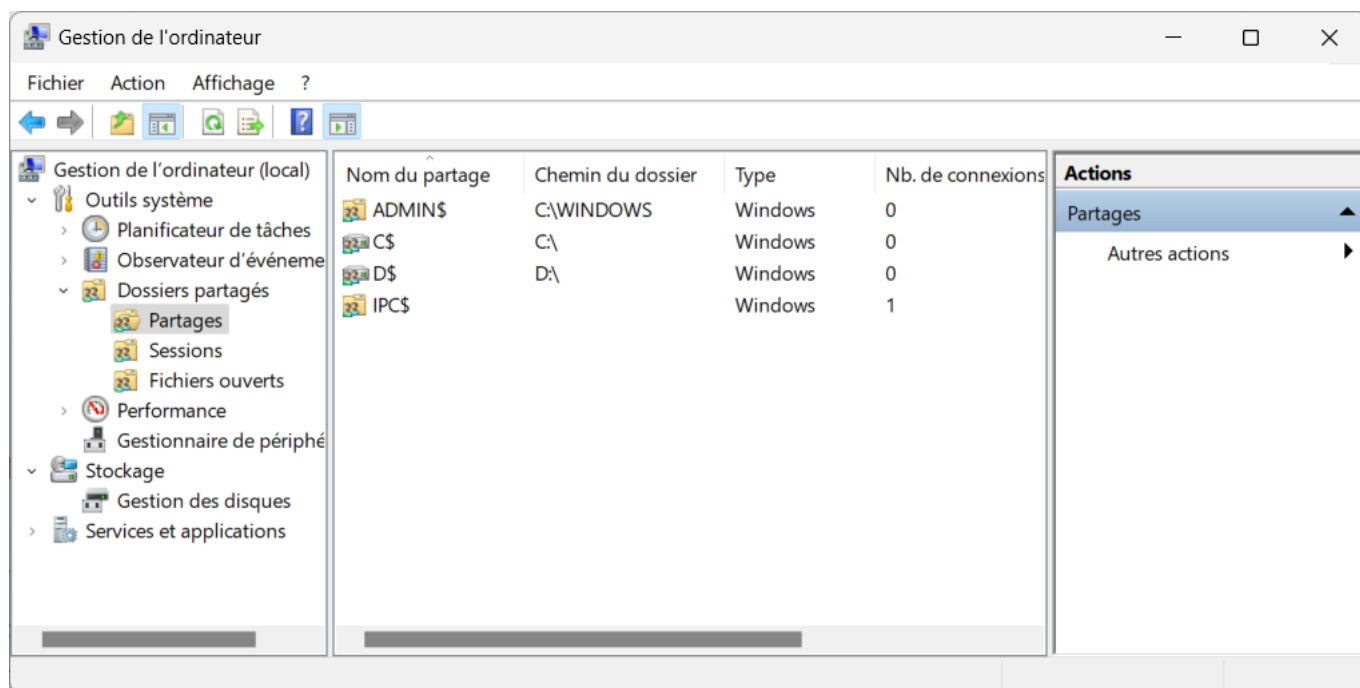 Gestion de l'ordinateur
Fichier Action Affichage ?
Gestion de l’ordinateur (local)
Outils système
Planificateur de tâches
Observateur d’événeme
Dossiers partagés
Partages
Sessions
Fichiers ouverts
Performance
Gestionnaire de périphé
Stockage
Gestion des disques
Services et applications
Nom du partage Chemin du dossier Type Nb. de connexions
ADMIN$ C:\WINDOWS Windows 0
C$ C:\ Windows 0
D$ D:\ Windows 0
IPC$ Windows 1
Actions
Partages
Autres actions